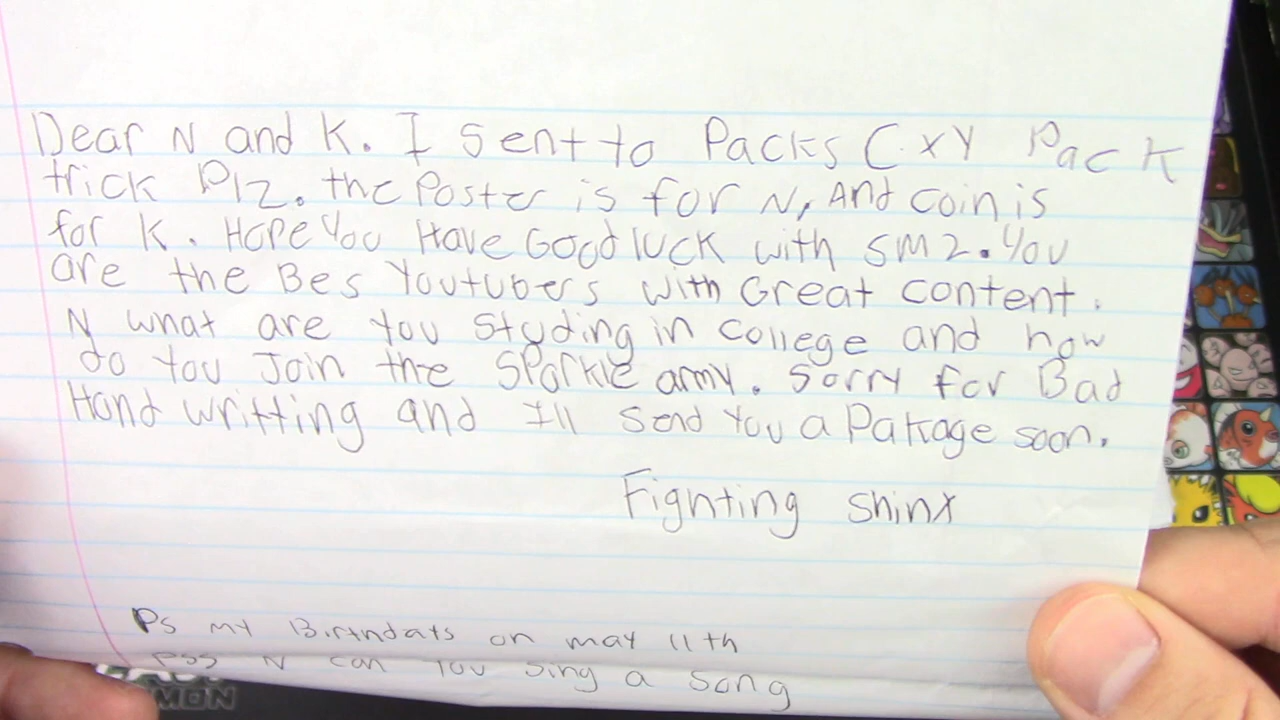 Dear N and K. I sent to Packs C XY Pack
trick Plz. the Poster is for N, And coin is
for K. Hope You Have Good luck with SM2. You
are the Bes Youtubers with Great content.
N what are you Styding in college and how
do you Join the Sparkle army. Sorry for Bad
Hand writting and I'll Send You a Pakage soon.
Fighting Shinx
Ps my Birthdats on may 11th
pss N can You Sing a Song
MON